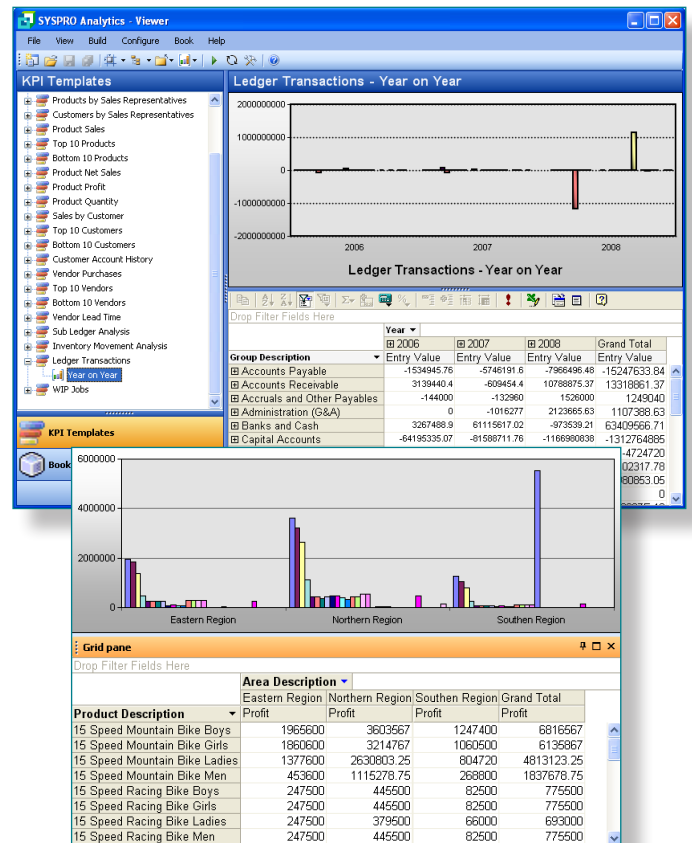 SYSPRO Analytics - Viewer
File View Build Configure Book Help
KPI Templates
Products by Sales Representatives
Customers by Sales Representatives
Product Sales
Top 10 Products
Bottom 10 Products
Product Net Sales
Product Profit
Product Quantity
Sales by Customer
Top 10 Customers
Bottom 10 Customers
Customer Account History
Vendor Purchases
Top 10 Vendors
Bottom 10 Vendors
Vendor Lead Time
Sub Ledger Analysis
Inventory Movement Analysis
Ledger Transactions
Year on Year
WIP Jobs
KPI Templates
Book
Ledger Transactions - Year on Year
2000000000
1000000000
0
-1000000000
-2000000000
2006 2007 2008
Ledger Transactions - Year on Year
Drop Filter Fields Here
Year
2006 2007 2008 Grand Total
Group Description Entry Value Entry Value Entry Value Entry Value
Accounts Payable -1534945.76 -5746191.6 -7966496.48 -15247633.84
Accounts Receivable 3139440.4 -609454.4 10788875.37 13318861.37
Accruals and Other Payables -144000 -132960 1526000 1249040
Administration (G&A) 0 -1016277 2123665.63 1107388.63
Banks and Cash 3267488.9 61115617.02 -973539.21 63409566.71
Capital Accounts -64195335.07 -81588711.76 -1166980838 -1312764885
-4724720
02317.78
80853.05
0
6000000
4000000
2000000
0
Eastern Region Northern Region Southen Region
Grid pane
Drop Filter Fields Here
Area Description
Eastern Region Northern Region Southen Region Grand Total
Product Description Profit Profit Profit Profit
15 Speed Mountain Bike Boys 1965600 3603567 1247400 6816567
15 Speed Mountain Bike Girls 1860600 3214767 1060500 6135867
15 Speed Mountain Bike Ladies 1377600 2630803.25 804720 4813123.25
15 Speed Mountain Bike Men 453600 1115278.75 268800 1837678.75
15 Speed Racing Bike Boys 247500 445500 82500 775500
15 Speed Racing Bike Girls 247500 445500 82500 775500
15 Speed Racing Bike Ladies 247500 379500 66000 693000
15 Speed Racing Bike Men 247500 445500 82500 775500